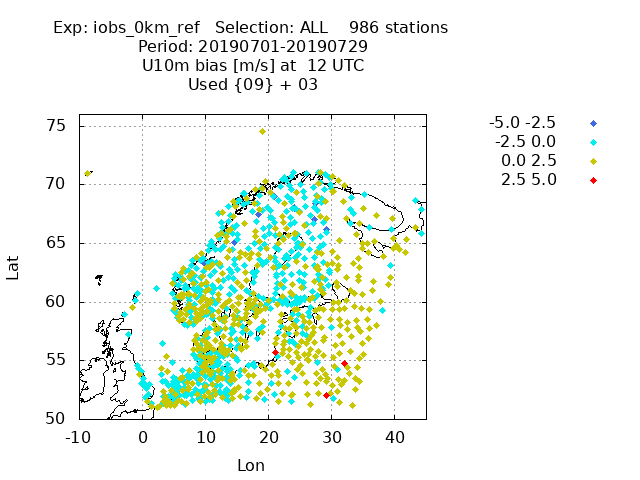 Exp: iobs_0km_ref   Selection: ALL    986 stations
Period: 20190701-20190729
U10m bias [m/s] at  12 UTC
Used {09} + 03
-5.0 -2.5
-2.5 0.0
0.0 2.5
2.5 5.0
75
70
65
60
55
50
Lat
-10 0 10 20 30 40
Lon